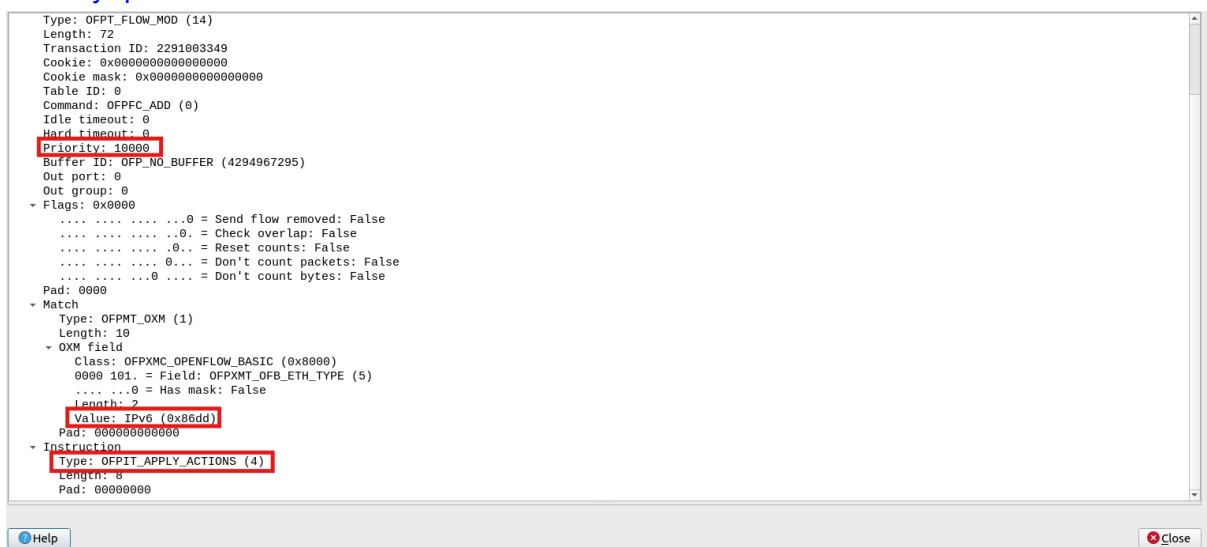 Type: OFPT_FLOW_MOD (14)
Length: 72
Transaction ID: 2291003349
Cookie: 0x0000000000000000
Cookie mask: 0x0000000000000000
Table ID: 0
Command: OFPFC_ADD (0)
Idle timeout: 0
Hard timeout: 0
Priority: 10000
Buffer ID: OFP_NO_BUFFER (4294967295)
Out port: 0
Out group: 0
Flags: 0x0000
.... .... .... ...0 = Send flow removed: False
.... .... .... ..0. = Check overlap: False
.... .... .... .0.. = Reset counts: False
.... .... .... 0... = Don't count packets: False
.... .... ...0 .... = Don't count bytes: False
Pad: 0000
Match
Type: OFPMT_OXM (1)
Length: 10
OXM field
Class: OFPXMC_OPENFLOW_BASIC (0x8000)
0000 101. = Field: OFPXMT_OFB_ETH_TYPE (5)
.... ...0 = Has mask: False
Length: 2
Value: IPv6 (0x86dd)
Pad: 000000000000
Instruction
Type: OFPIT_APPLY_ACTIONS (4)
Length: 8
Pad: 00000000
Help
Close